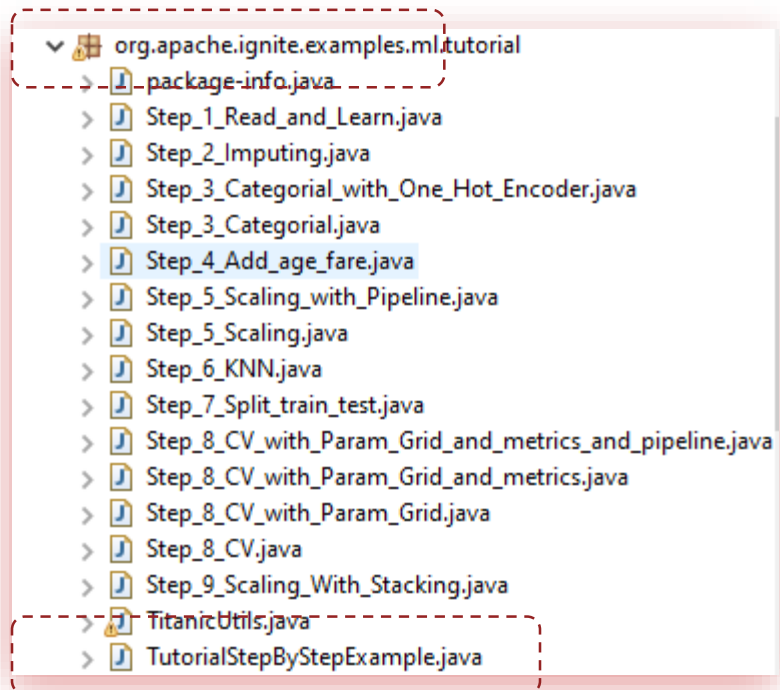 org.apache.ignite.examples.ml.tutorial
package-info.java
Step_1_Read_and_Learn.java
Step_2_Imputing.java
Step_3_Categorial_with_One_Hot_Encoder.java
Step_3_Categorial.java
Step_4_Add_age_fare.java
Step_5_Scaling_with_Pipeline.java
Step_5_Scaling.java
Step_6_KNN.java
Step_7_Split_train_test.java
Step_8_CV_with_Param_Grid_and_metrics_and_pipeline.java
Step_8_CV_with_Param_Grid_and_metrics.java
Step_8_CV_with_Param_Grid.java
Step_8_CV.java
Step_9_Scaling_With_Stacking.java
TitanicUtils.java
TutorialStepByStepExample.java